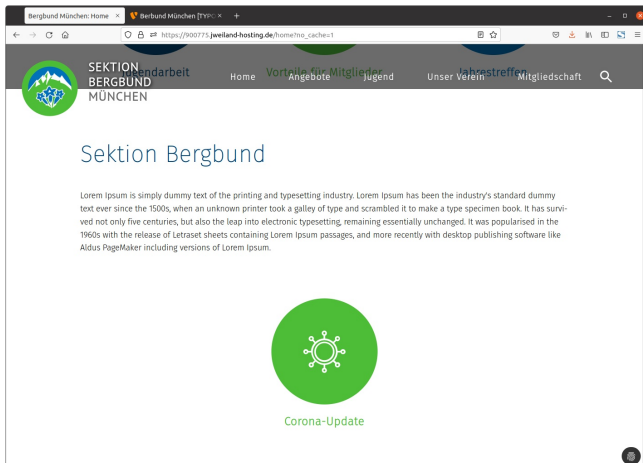 Bergbund München: Home
Berbund München [TYPO
https://900775.jweiland-hosting.de/home?no_cache=1
Jugendarbeit
Vorteile für Mitglieder
Jahrestreffen
SEKTION
BERGBUND
MÜNCHEN
Home
Angebote
Jugend
Unser Verein
Mitgliedschaft
Sektion Bergbund
Lorem Ipsum is simply dummy text of the printing and typesetting industry. Lorem Ipsum has been the industry's standard dummy
text ever since the 1500s, when an unknown printer took a galley of type and scrambled it to make a type specimen book. It has survi-
ved not only five centuries, but also the leap into electronic typesetting, remaining essentially unchanged. It was popularised in the
1960s with the release of Letraset sheets containing Lorem Ipsum passages, and more recently with desktop publishing software like
Aldus PageMaker including versions of Lorem Ipsum.
Corona-Update